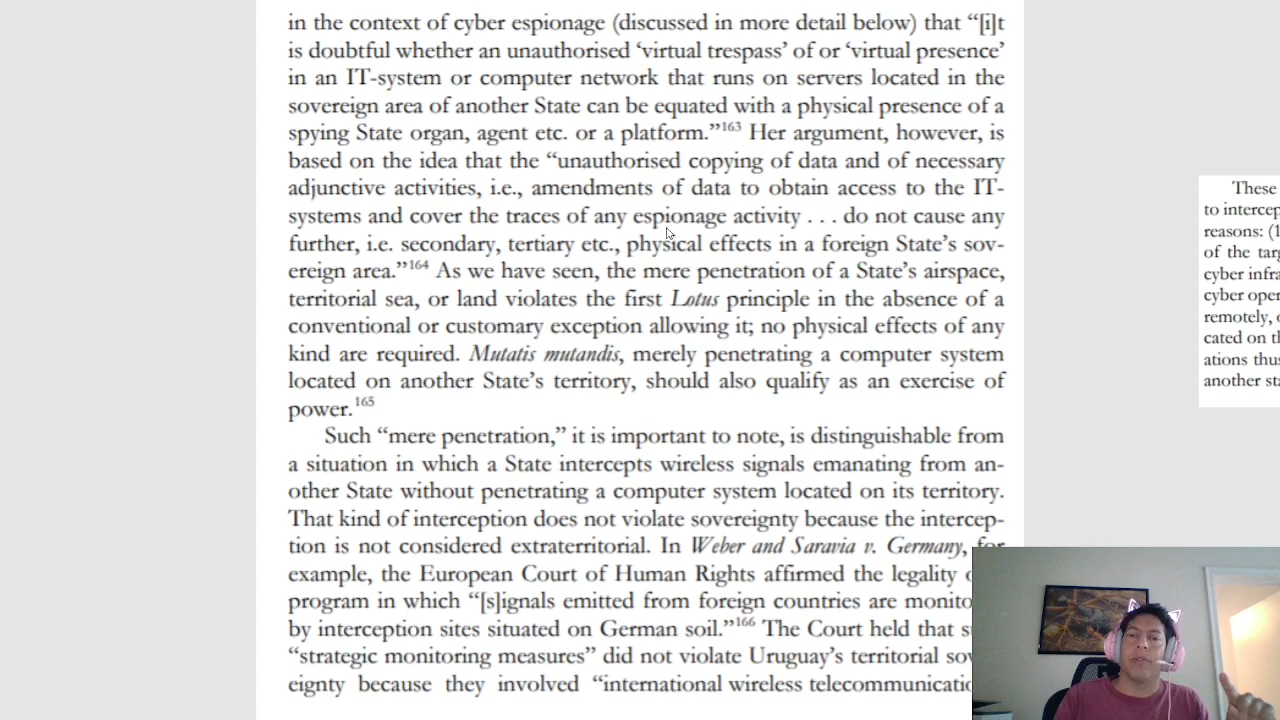 in the context of cyber espionage (discussed in more detail below) that “[i]t
is doubtful whether an unauthorised ‘virtual trespass’ of or ‘virtual presence’
in an IT-system or computer network that runs on servers located in the
sovereign area of another State can be equated with a physical presence of a
spying State organ, agent etc. or a platform.”163 Her argument, however, is
based on the idea that the “unauthorised copying of data and of necessary
adjunctive activities, i.e., amendments of data to obtain access to the IT-
systems and cover the traces of any espionage activity . . . do not cause any
further, i.e. secondary, tertiary etc., physical effects in a foreign State’s sov-
ereign area.”164 As we have seen, the mere penetration of a State’s airspace,
territorial sea, or land violates the first Lotus principle in the absence of a
conventional or customary exception allowing it; no physical effects of any
kind are required. Mutatis mutandis, merely penetrating a computer system
located on another State’s territory, should also qualify as an exercise of
power.165
Such “mere penetration,” it is important to note, is distinguishable from
a situation in which a State intercepts wireless signals emanating from an-
other State without penetrating a computer system located on its territory.
That kind of interception does not violate sovereignty because the intercep-
tion is not considered extraterritorial. In Weber and Saravia v. Germany, for
example, the European Court of Human Rights affirmed the legality
program in which “[s]ignals emitted from foreign countries are monito
by interception sites situated on German soil.”166 The Court held that s
“strategic monitoring measures” did not violate Uruguay’s territorial sov
eignty because they involved “international wireless telecommunicatio
These
to intercep
reasons: (1
of the targ
cyber infra
cyber oper
remotely, o
cated on th
ations thus
another sta